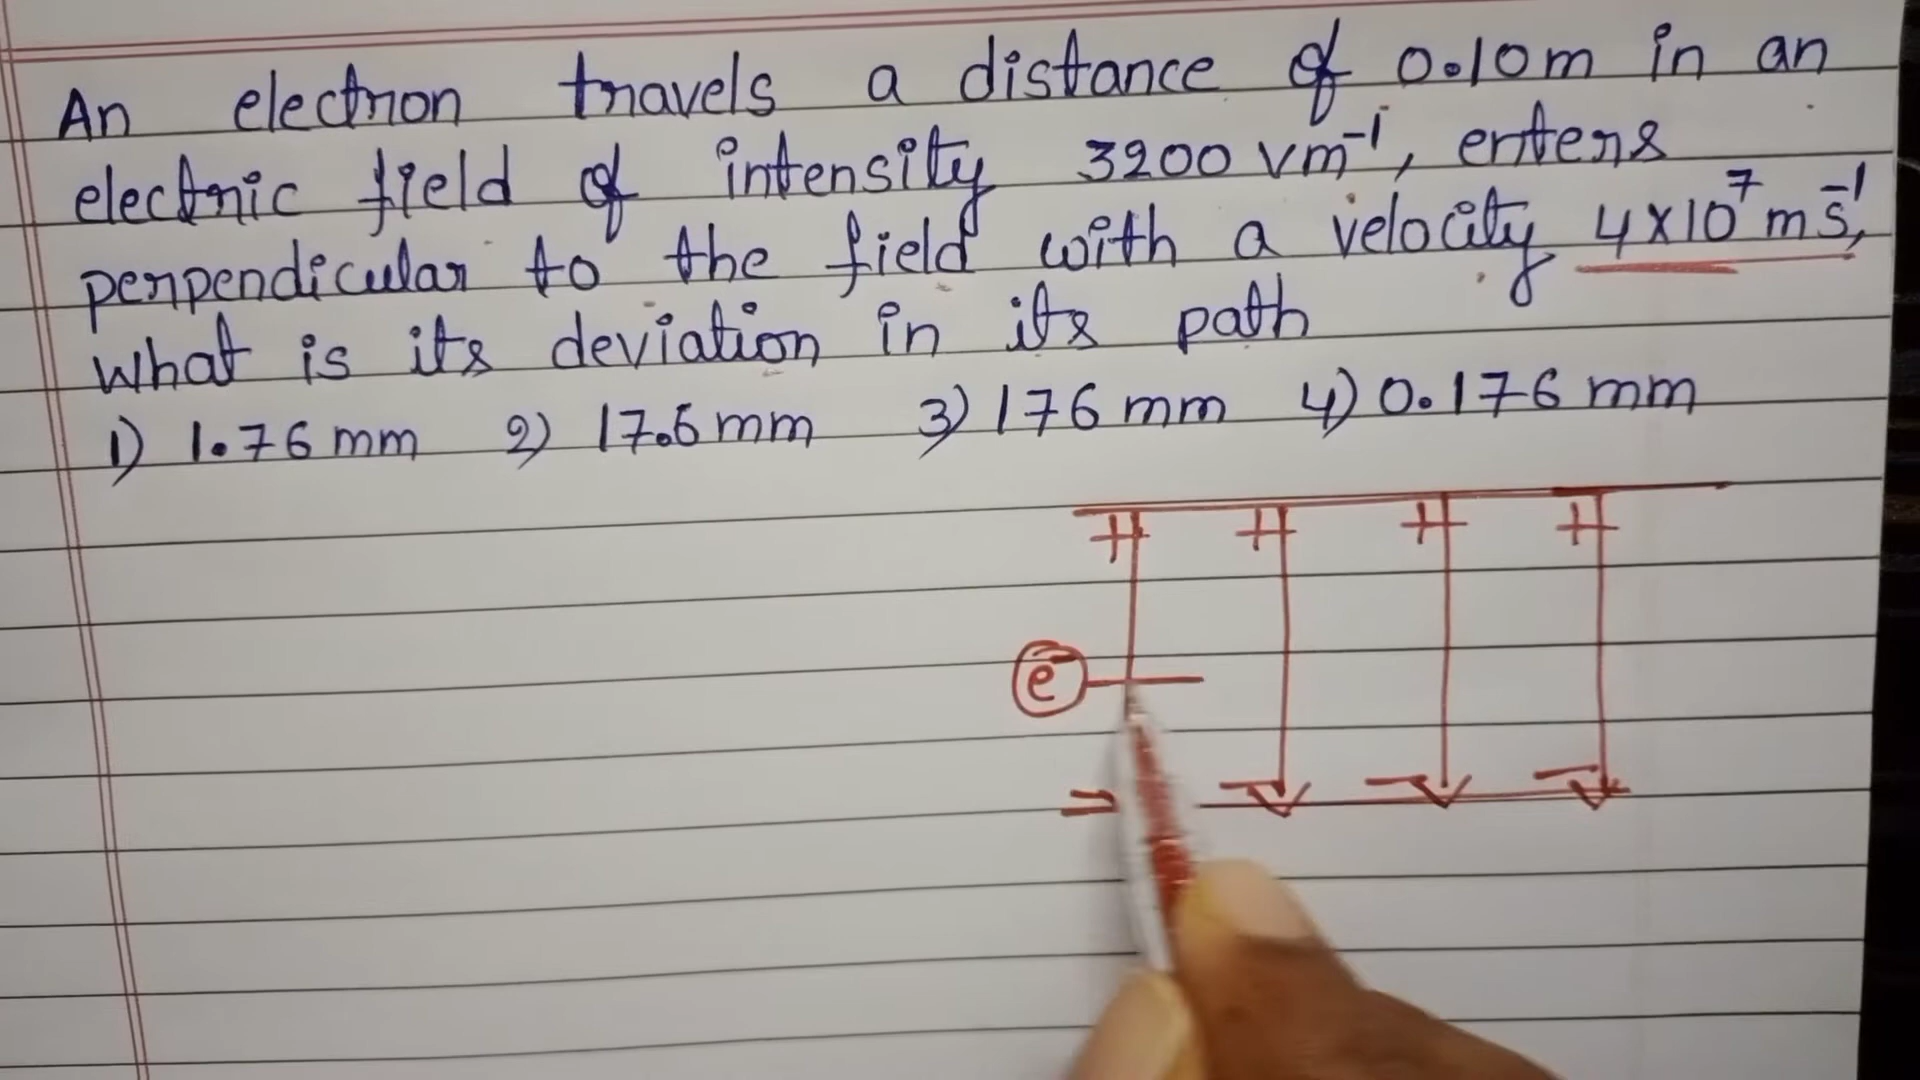 An electron travels a distance of 0.10m in an
electric field of intensity 3200 Vm⁻¹, enters
perpendicular to the field with a velocity 4×10⁷ms⁻¹,
what is its deviation in its path
1) 1.76 mm 2) 17.6 mm 3) 176 mm 4) 0.176 mm
+ + + +
e⁻
- - - -